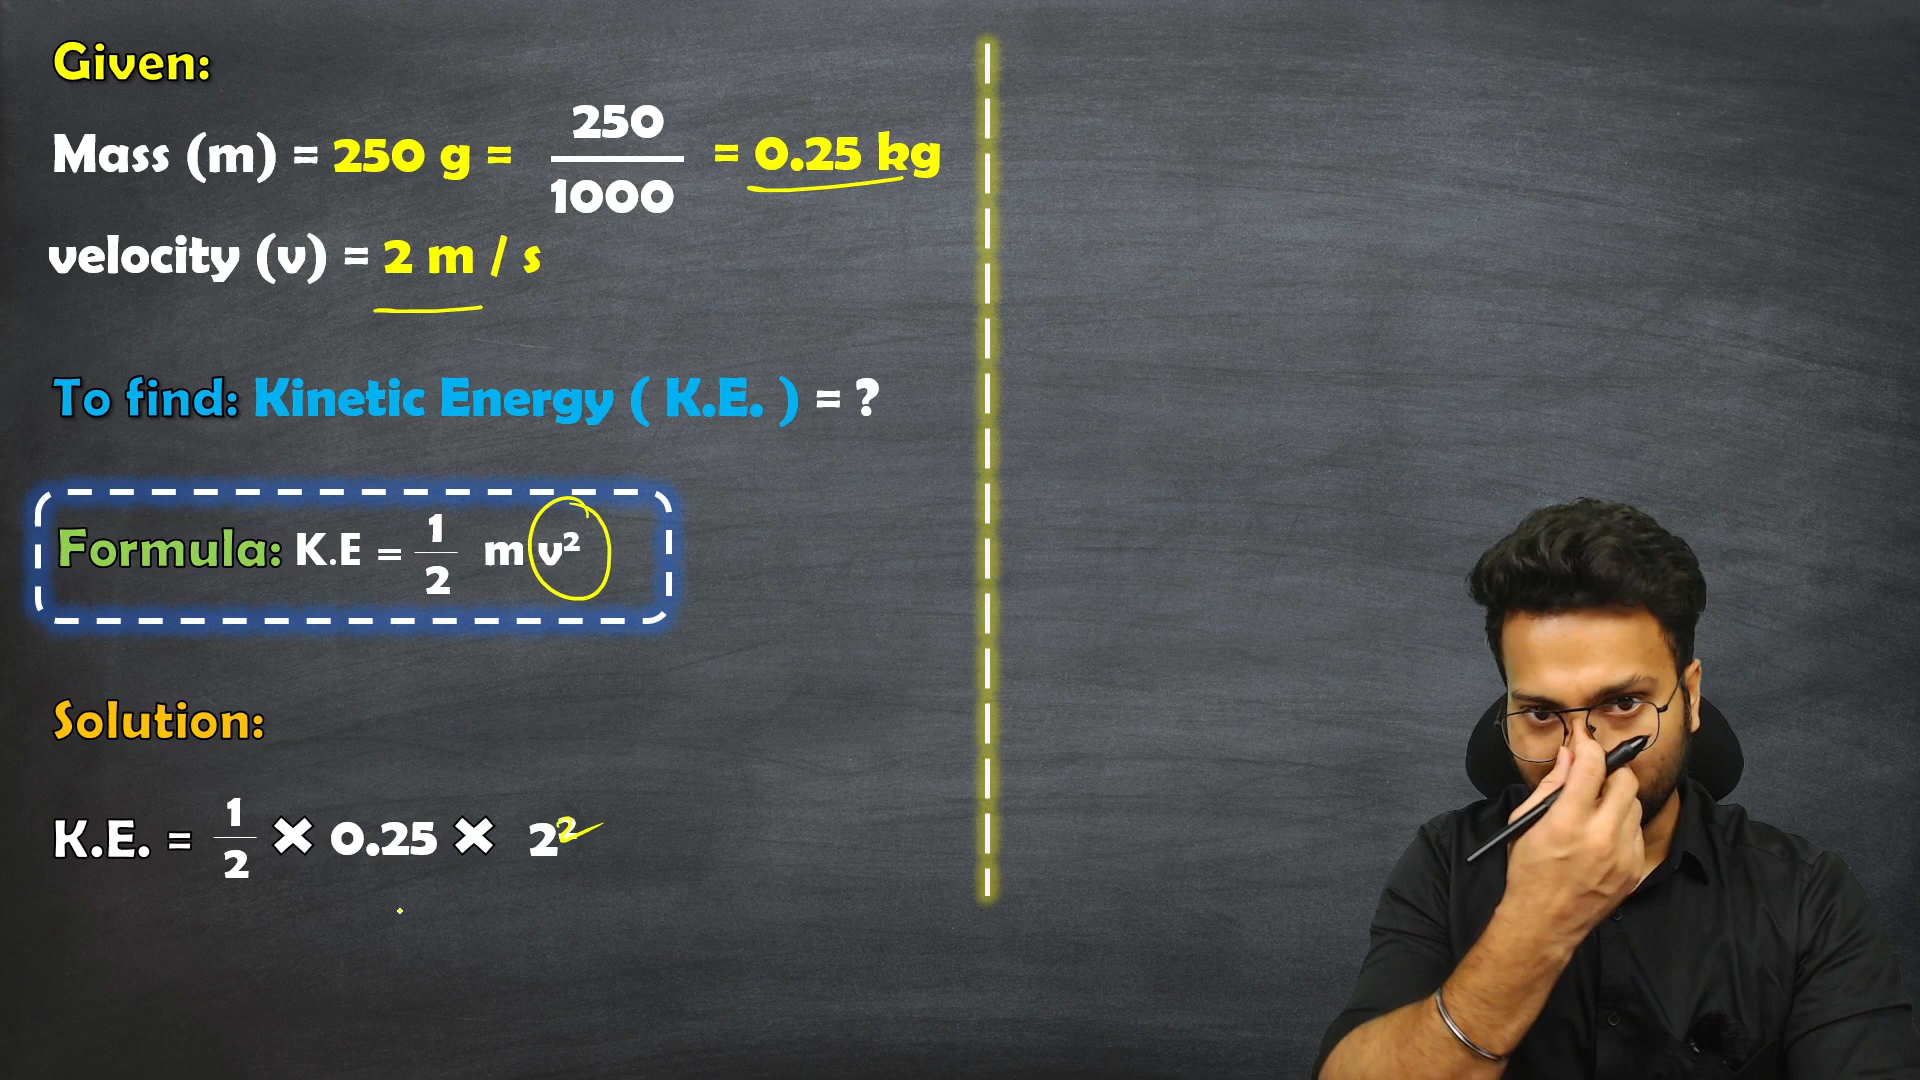 Given:
Mass (m) = 250 g = 250/1000 = 0.25 kg
velocity (v) = 2 m / s
To find: Kinetic Energy ( K.E. ) = ?
Formula: K.E = 1/2 m v²
Solution:
K.E. = 1/2 × 0.25 × 2²